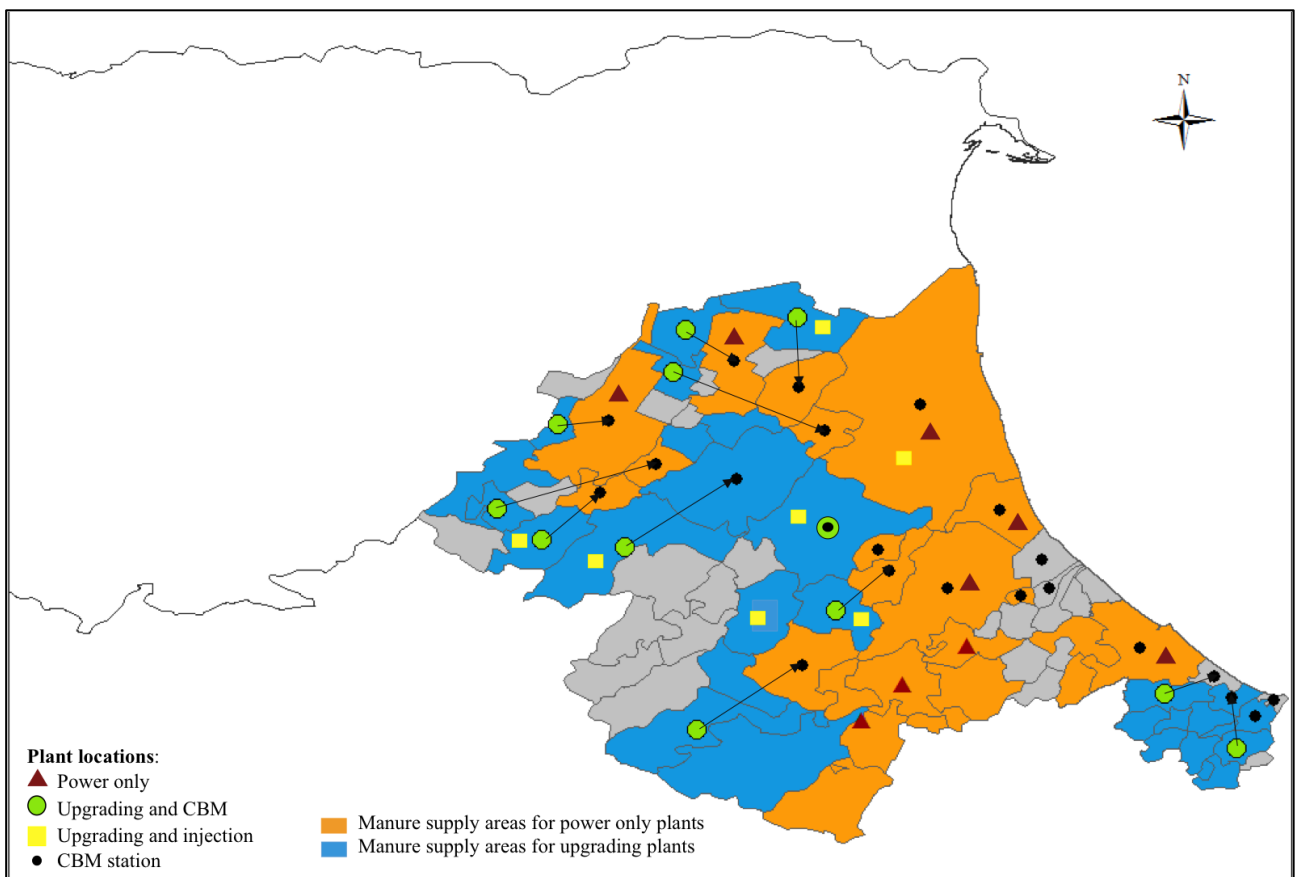 N
Plant locations:
Power only
Upgrading and CBM
Upgrading and injection
CBM station
Manure supply areas for power only plants
Manure supply areas for upgrading plants